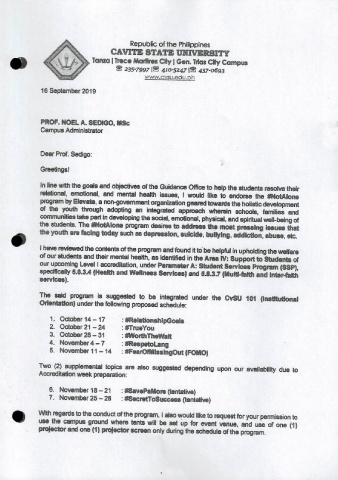 Republic of the Philippines
CAVITE STATE UNIVERSITY
Tanza | Trece Martires City | Gen. Trias City Campus
☎ 235-7997 |☎ 410-5247 |☎ 437-0693
www.cvsu.edu.ph
16 September 2019
PROF. NOEL A. SEDIGO, MSc
Campus Administrator
Dear Prof. Sedigo:
Greetings!
In line with the goals and objectives of the Guidance Office to help the students resolve their
relational, emotional, and mental health issues, I would like to endorse the #NotAlone
program by Elevate, a non-government organization geared towards the holistic development
of the youth through adopting an integrated approach wherein schools, families and
communities take part in developing the social, emotional, physical, and spiritual well-being of
the students. The #NotAlone program desires to address the most pressing issues that
the youth are facing today such as depression, suicide, bullying, addiction, abuse, etc.
I have reviewed the contents of the program and found it to be helpful in upholding the welfare
of our students and their mental health, as identified in the Area IV: Support to Students of
our upcoming Level I accreditation, under Parameter A: Student Services Program (SSP),
specifically 5.8.3.4 (Health and Wellness Services) and 5.8.3.7 (Multi-faith and inter-faith
services).
The said program is suggested to be integrated under the CvSU 101 (Institutional
Orientation) under the following proposed schedule:
1. October 14 – 17 : #RelationshipGoals
2. October 21 – 24 : #TrueYou
3. October 28 – 31 : #WorthTheWait
4. November 4 – 7 : #RespetoLang
5. November 11 – 14 : #FearOfMissingOut (FOMO)
Two (2) supplemental topics are also suggested depending upon our availability due to
Accreditation week preparation:
6. November 18 – 21 : #SavePaMore (tentative)
7. November 25 – 28 : #SecretToSuccess (tentative)
With regards to the conduct of the program, I also would like to request for your permission to
use the campus ground where tents will be set up for event venue, and use of one (1)
projector and one (1) projector screen only during the schedule of the program.